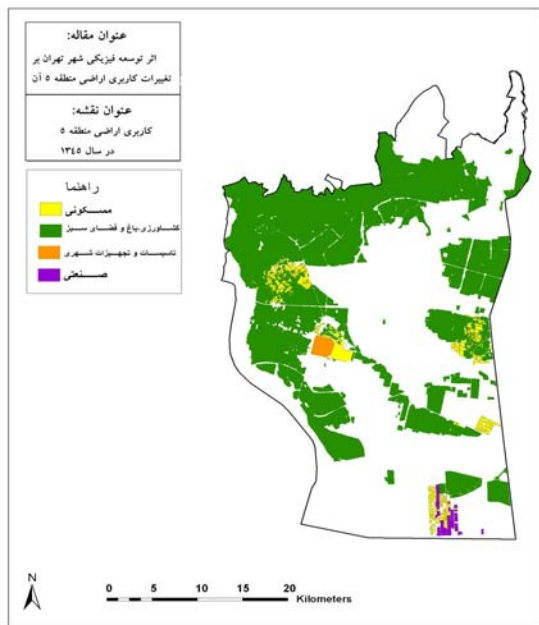 عنوان مقاله:
اثر توسعه فیزیکی شهر تهران بر
تغییرات کاربری اراضی منطقه ۵ آن
عنوان نقشه:
کاربری اراضی منطقه ۵
در سال ۱۳۴۵
راهنما
مسکونی
کشاورزی،باغ و فضای سبز
تاسیسات و تجهیزات شهری
صنعتی
N
0 5 10 15 20
Kilometers